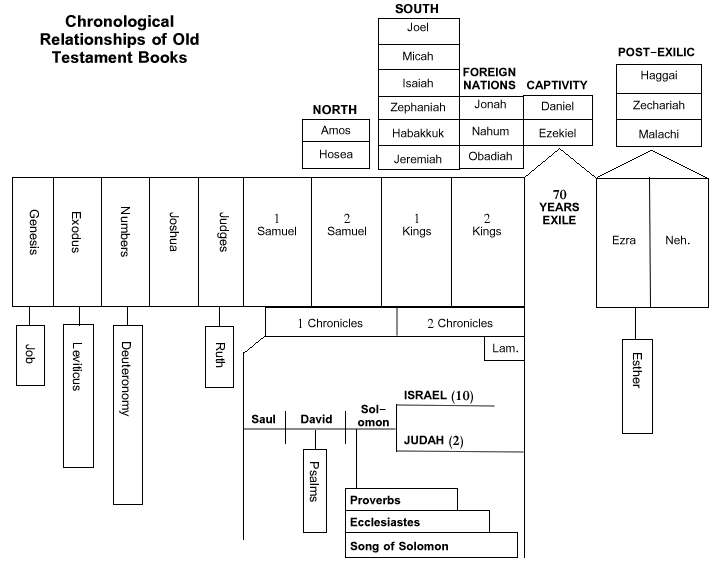 Chronological
Relationships of Old
Testament Books
SOUTH
Joel
Micah
Isaiah
Zephaniah
Habakkuk
Jeremiah
NORTH
Amos
Hosea
FOREIGN
NATIONS
Jonah
Nahum
Obadiah
CAPTIVITY
Daniel
Ezekiel
POST-EXILIC
Haggai
Zechariah
Malachi
Genesis
Exodus
Numbers
Joshua
Judges
1
Samuel
2
Samuel
1
Kings
2
Kings
70
YEARS
EXILE
Ezra
Neh.
1 Chronicles
2 Chronicles
Lam.
Job
Leviticus
Deuteronomy
Ruth
Esther
Saul
David
Sol-
omon
ISRAEL (10)
JUDAH (2)
Psalms
Proverbs
Ecclesiastes
Song of Solomon